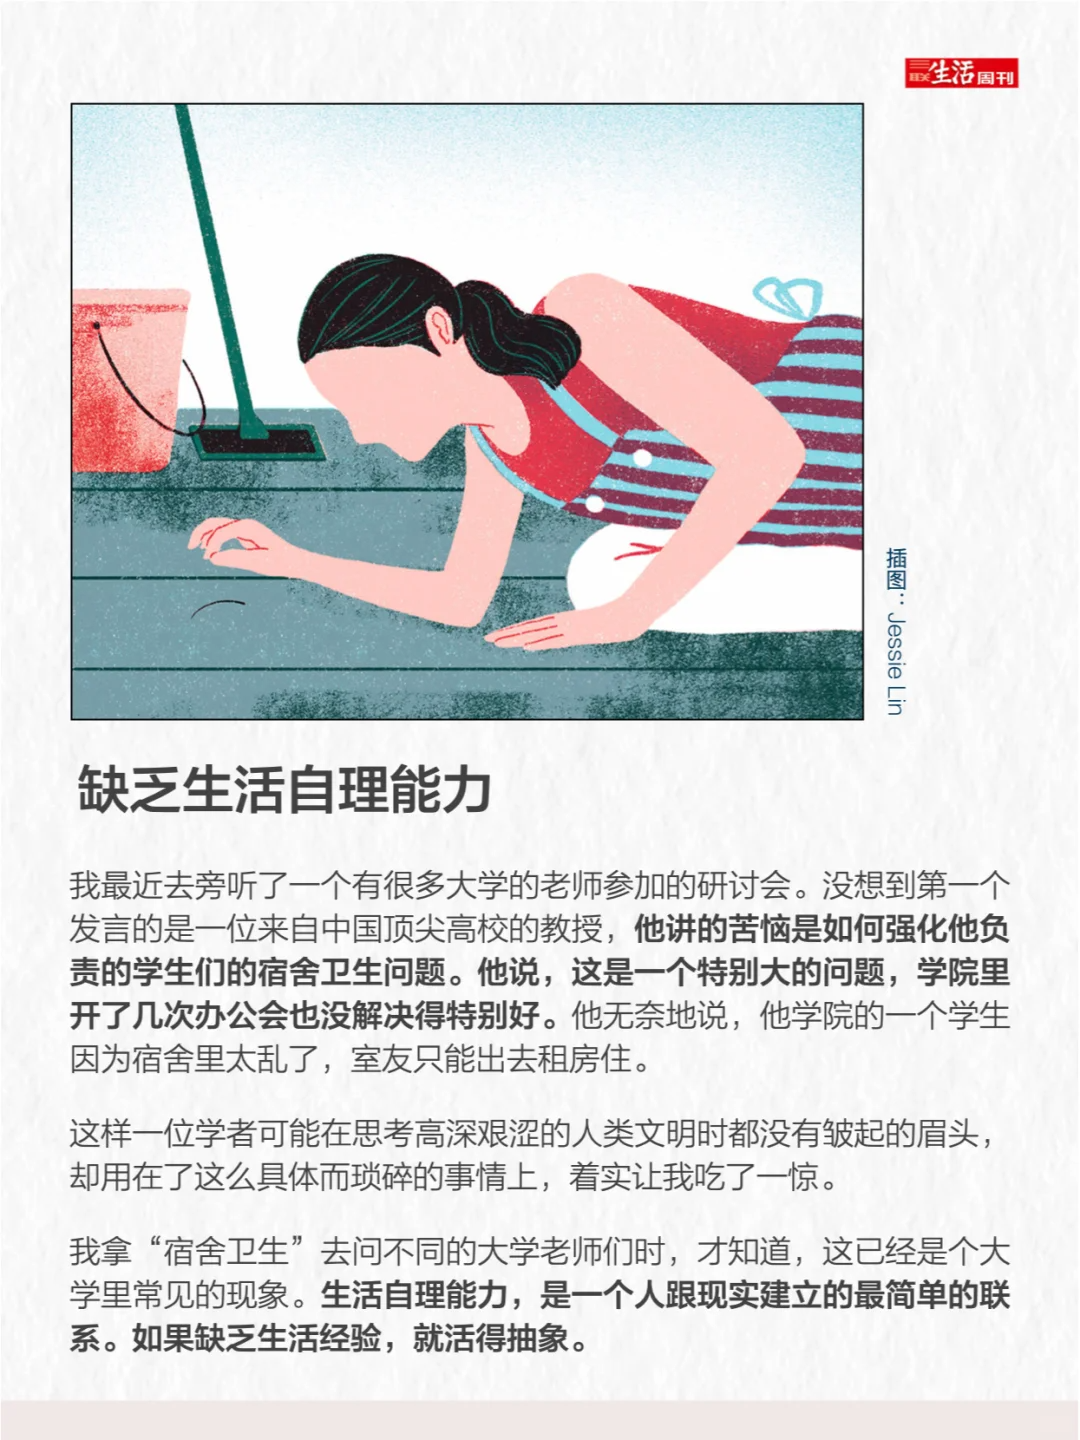 三联生活周刊
插图：Jessie Lin
缺乏生活自理能力
我最近去旁听了一个有很多大学的老师参加的研讨会。没想到第一个
发言的是一位来自中国顶尖高校的教授，他讲的苦恼是如何强化他负
责的学生们的宿舍卫生问题。他说，这是一个特别大的问题，学院里
开了几次办公会也没解决得特别好。他无奈地说，他学院的一个学生
因为宿舍里太乱了，室友只能出去租房住。
这样一位学者可能在思考高深艰涩的人类文明时都没有皱起的眉头，
却用在了这么具体而琐碎的事情上，着实让我吃了一惊。
我拿“宿舍卫生”去问不同的大学老师们时，才知道，这已经是个大
学里常见的现象。生活自理能力，是一个人跟现实建立的最简单的联
系。如果缺乏生活经验，就活得抽象。